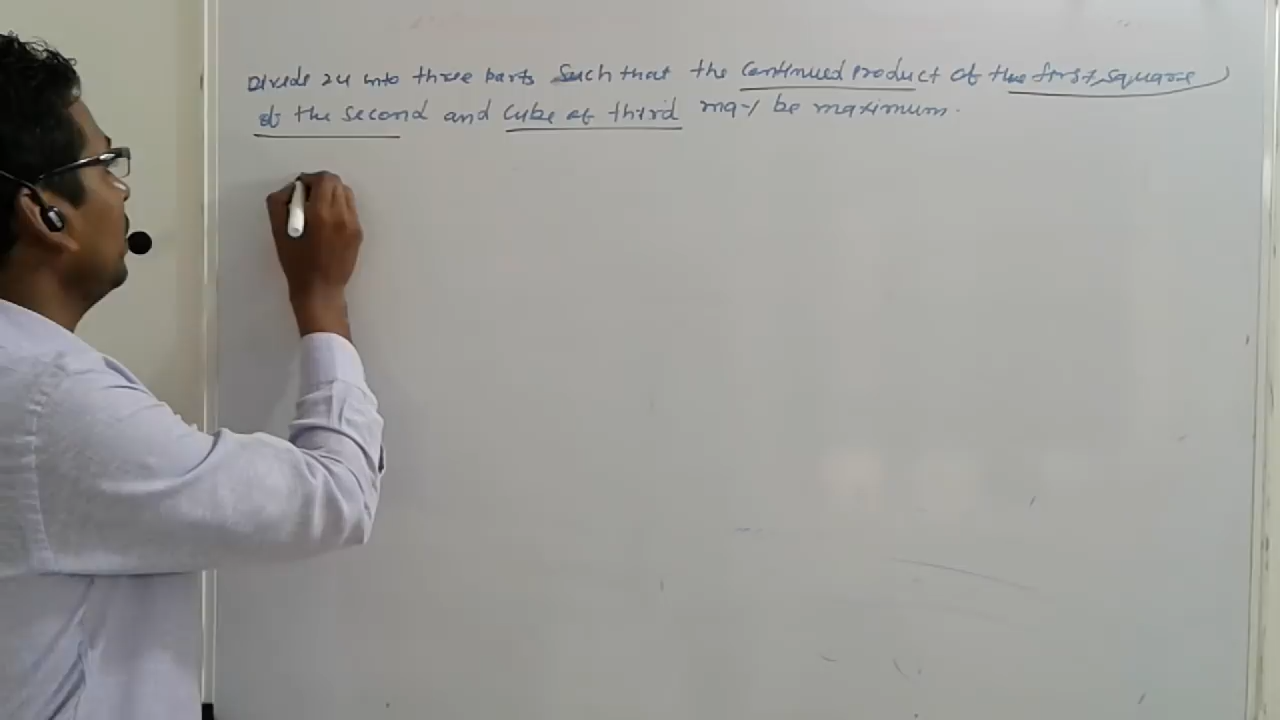 Divide 24 into three parts Such that the Continued product of the first, square
of the second and Cube of third may be maximum.